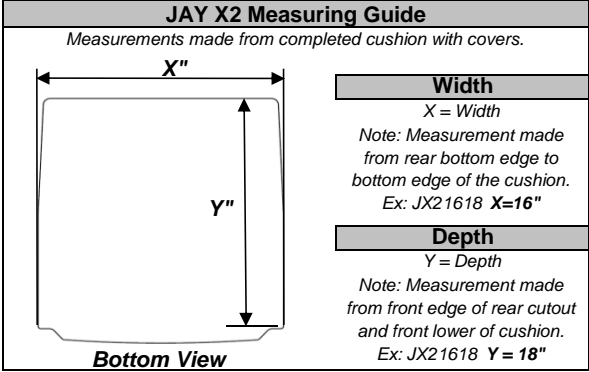 JAY X2 Measuring Guide
Measurements made from completed cushion with covers.
X"
Y"
Bottom View
Width
X = Width
Note: Measurement made
from rear bottom edge to
bottom edge of the cushion.
Ex: JX21618 X=16"
Depth
Y = Depth
Note: Measurement made
from front edge of rear cutout
and front lower of cushion.
Ex: JX21618 Y = 18"